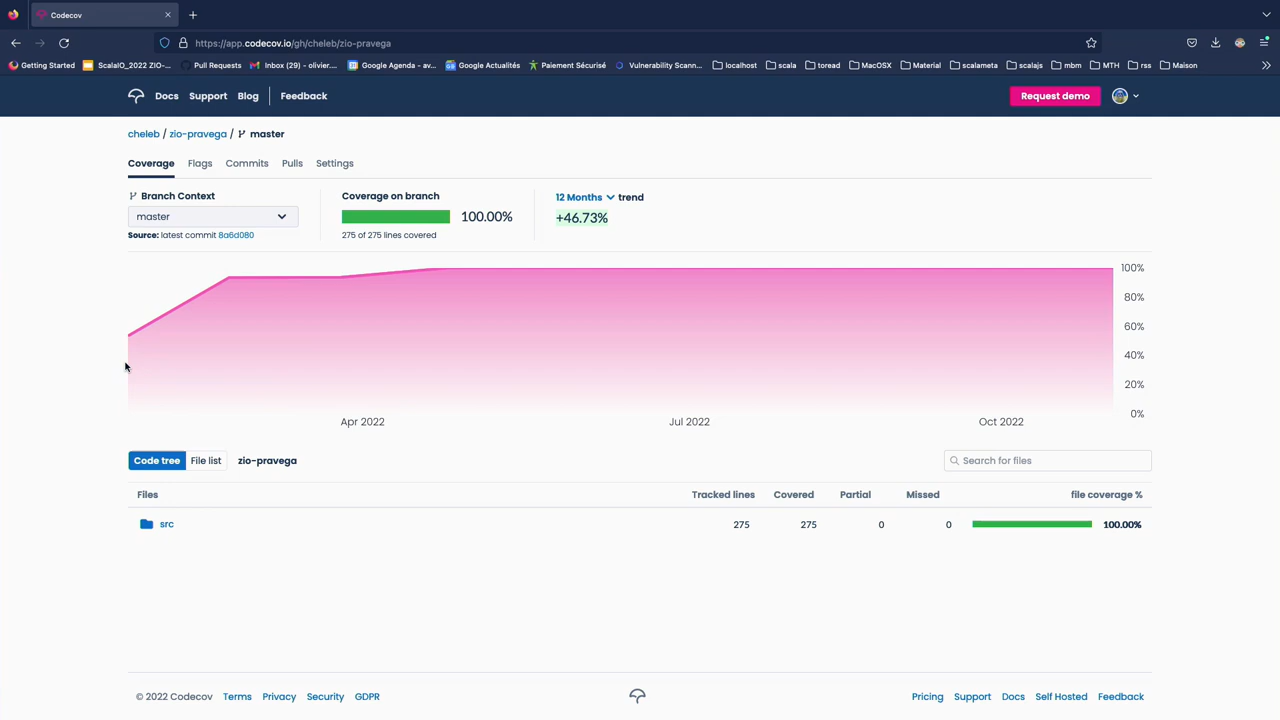 Codecov
https://app.codecov.io/gh/cheleb/zio-pravega
Getting Started ScalaIO_2022 ZIO-... Pull Requests Inbox (29) - olivier.... Google Agenda - av... Google Actualités Paiement Sécurisé Vulnerability Scann... localhost scala toread MacOSX Material scalameta scalajs mbm MTH rss Maison
Docs Support Blog Feedback Request demo
cheleb / zio-pravega / master
Coverage Flags Commits Pulls Settings
Branch Context Coverage on branch 12 Months trend
master 100.00% +46.73%
Source: latest commit 8a6d080 275 of 275 lines covered
100%
80%
60%
40%
20%
0%
Apr 2022 Jul 2022 Oct 2022
Code tree File list zio-pravega Search for files
Files Tracked lines Covered Partial Missed file coverage %
src 275 275 0 0 100.00%
© 2022 Codecov Terms Privacy Security GDPR Pricing Support Docs Self Hosted Feedback